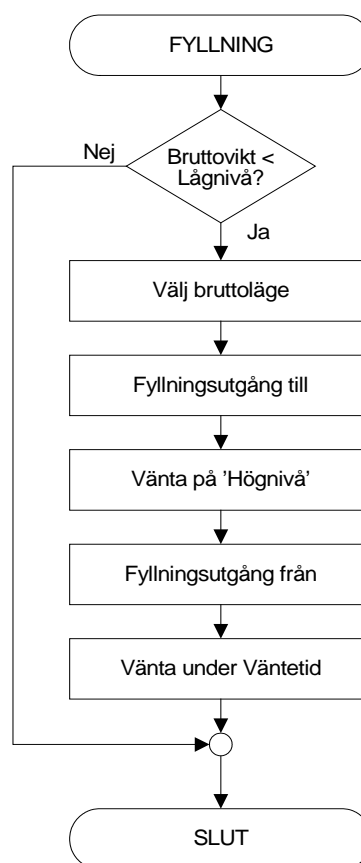 FYLLNING
Nej
Bruttovikt <
Lågnivå?
Ja
Välj bruttoläge
Fyllningsutgång till
Vänta på ’Högnivå’
Fyllningsutgång från
Vänta under Väntetid
SLUT